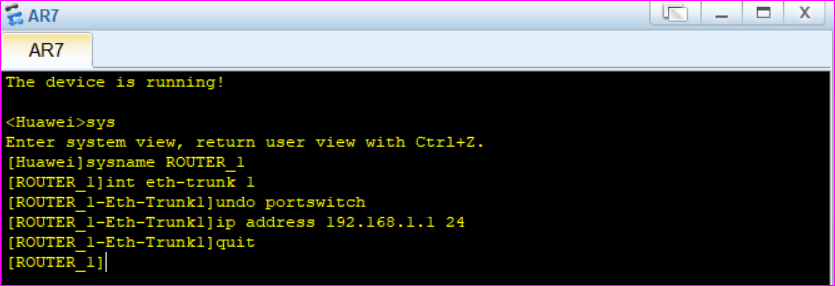 AR7
X
AR7
The device is running!
<Huawei>sys
Enter system view, return user view with Ctrl+Z.
[Huawei]sysname ROUTER_1
[ROUTER_1]int eth-trunk 1
[ROUTER_1-Eth-Trunk1]undo portswitch
[ROUTER_1-Eth-Trunk1]ip address 192.168.1.1 24
[ROUTER_1-Eth-Trunk1]quit
[ROUTER_1]